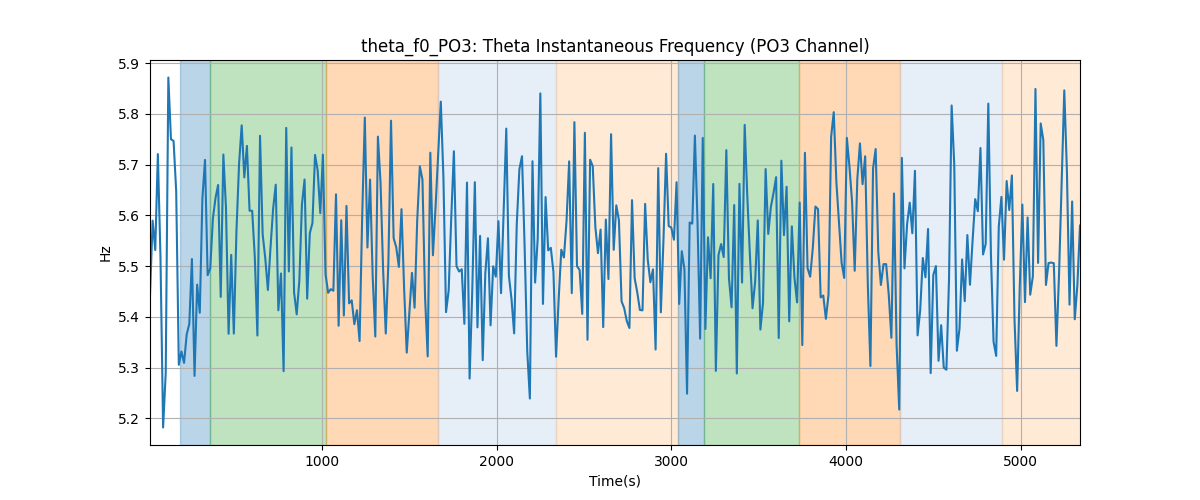 theta_f0_PO3: Theta Instantaneous Frequency (PO3 Channel)
5.9
5.8
5.7
5.6
5.5
5.4
5.3
5.2
Hz
1000 2000 3000 4000 5000
Time(s)